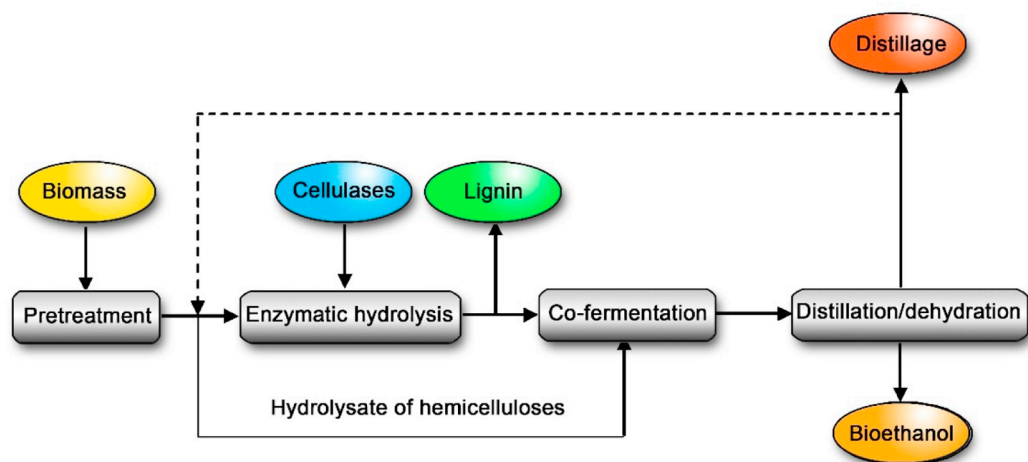 Distillage
Biomass
Cellulases
Lignin
Pretreatment
Enzymatic hydrolysis
Co-fermentation
Distillation/dehydration
Hydrolysate of hemicelluloses
Bioethanol